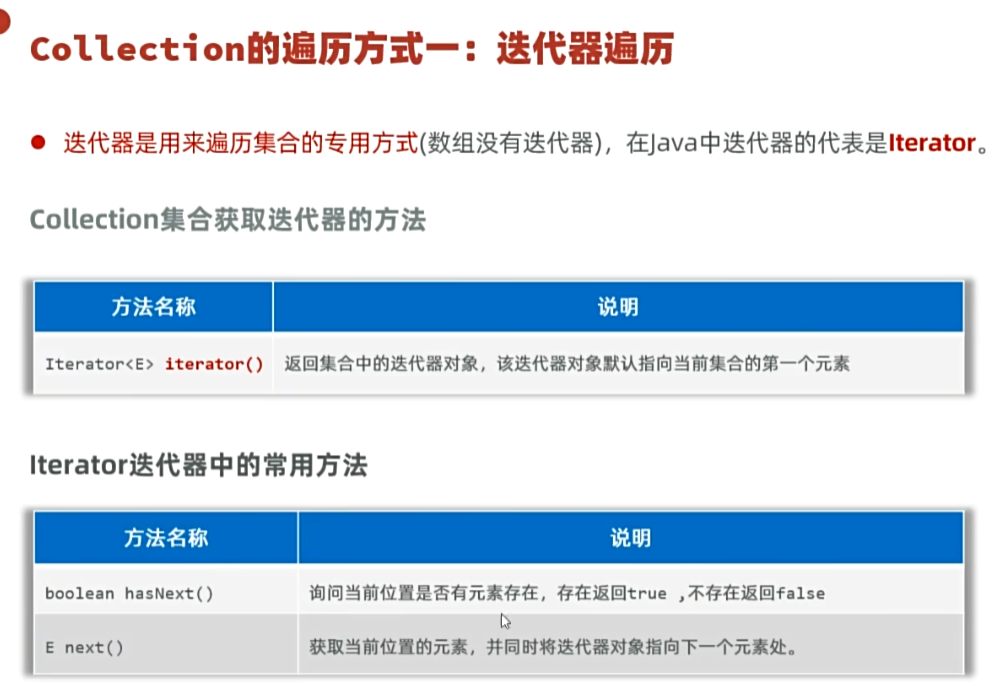 Collection的遍历方式一：迭代器遍历
迭代器是用来遍历集合的专用方式(数组没有迭代器)，在Java中迭代器的代表是Iterator。
Collection集合获取迭代器的方法
方法名称 说明
Iterator<E> iterator() 返回集合中的迭代器对象，该迭代器对象默认指向当前集合的第一个元素
Iterator迭代器中的常用方法
方法名称 说明
boolean hasNext() 询问当前位置是否有元素存在，存在返回true ,不存在返回false
E next() 获取当前位置的元素，并同时将迭代器对象指向下一个元素处。